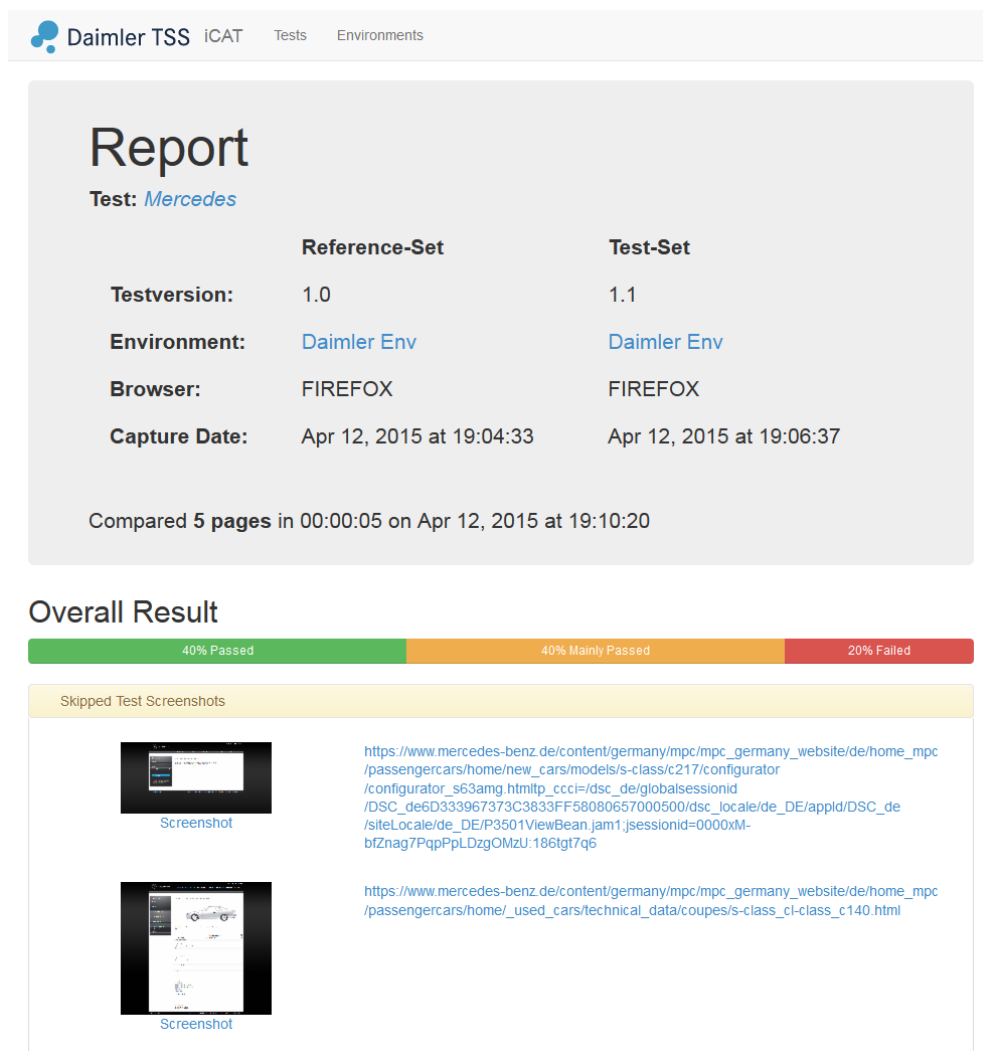 Daimler TSS iCAT Tests Environments
Report
Test: Mercedes
Reference-Set Test-Set
Testversion: 1.0 1.1
Environment: Daimler Env Daimler Env
Browser: FIREFOX FIREFOX
Capture Date: Apr 12, 2015 at 19:04:33 Apr 12, 2015 at 19:06:37
Compared 5 pages in 00:00:05 on Apr 12, 2015 at 19:10:20
Overall Result
40% Passed 40% Mainly Passed 20% Failed
Skipped Test Screenshots
https://www.mercedes-benz.de/content/germany/mpc/mpc_germany_website/de/home_mpc
/passengercars/home/new_cars/models/s-class/c217/configurator
/configurator_s63amg.htmltp_ccci=/dsc_de/globalsessionid
/DSC_de6D333967373C3833FF58080657000500/dsc_locale/de_DE/appId/DSC_de
/siteLocale/de_DE/P3501ViewBean.jam1;jsessionid=0000xM-
bfZnag7PqpPpLDzgOMzU:186tgt7q6
Screenshot
https://www.mercedes-benz.de/content/germany/mpc/mpc_germany_website/de/home_mpc
/passengercars/home/_used_cars/technical_data/coupes/s-class_cl-class_c140.html
Screenshot